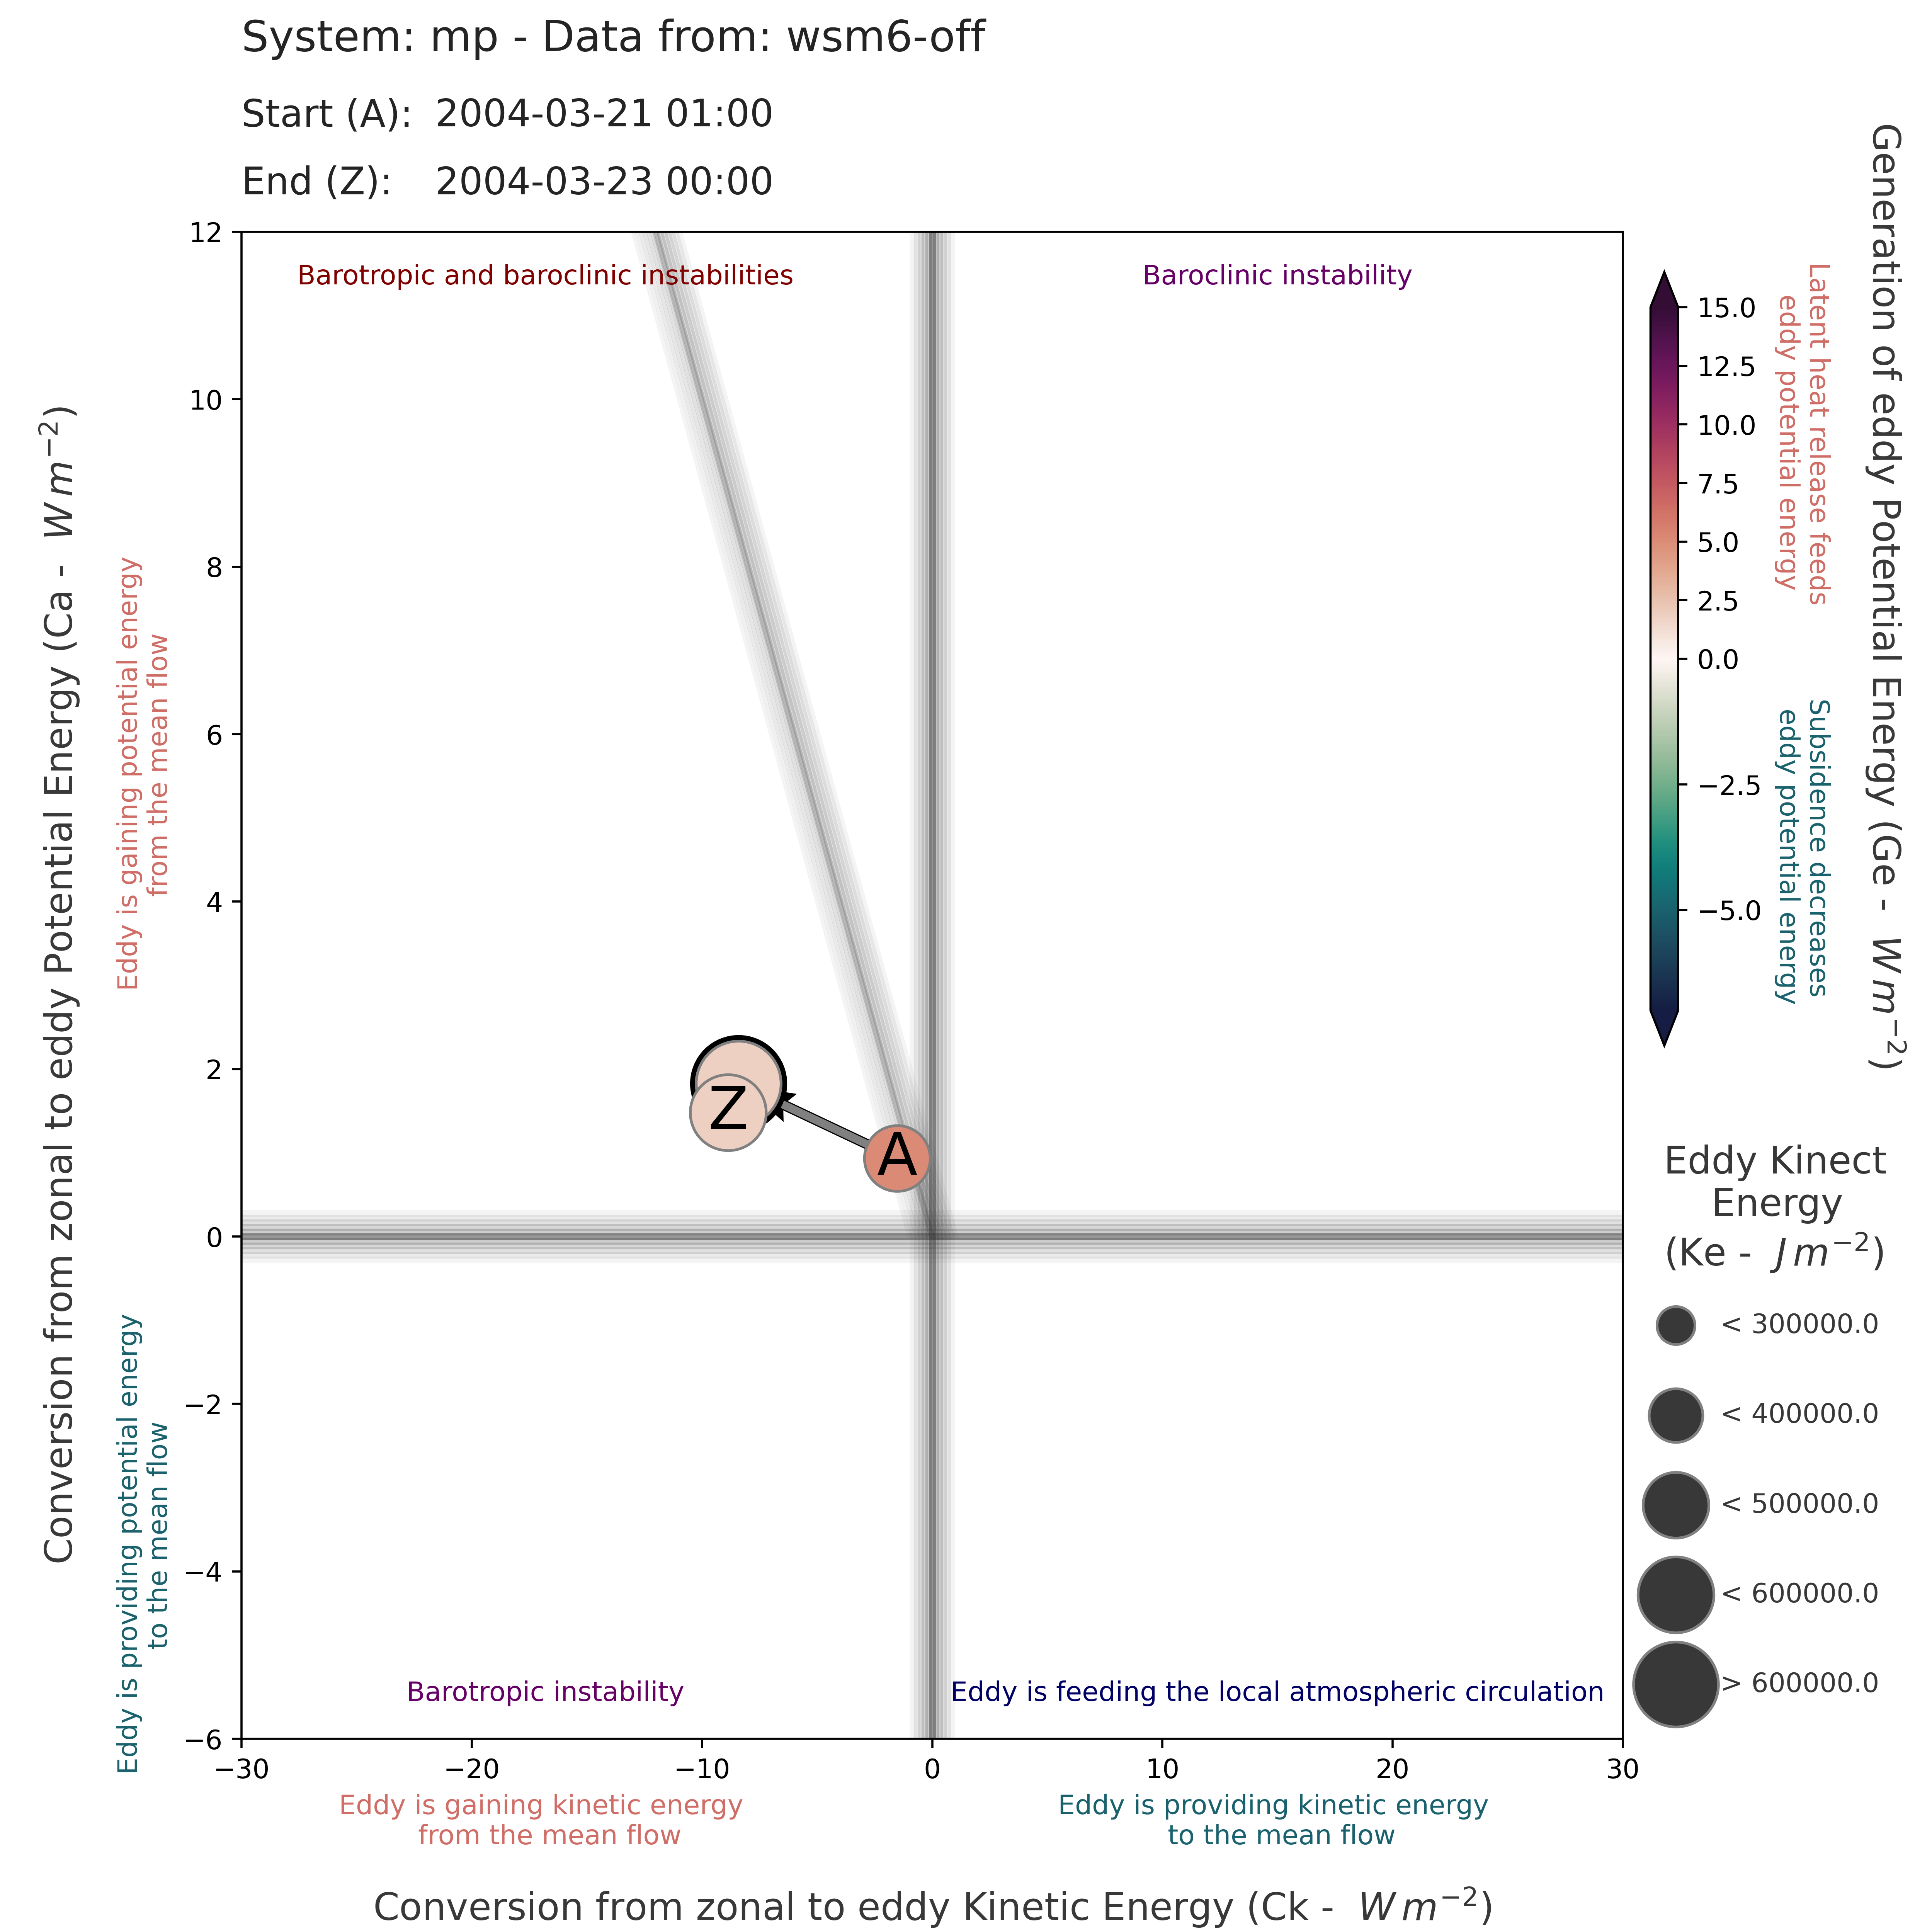 System: mp - Data from: wsm6-off
Start (A): 2004-03-21 01:00
End (Z): 2004-03-23 00:00
Conversion from zonal to eddy Potential Energy (Ca - W m−2)
Eddy is gaining potential energy
from the mean flow
Eddy is providing potential energy
to the mean flow
12
10
8
6
4
2
0
−2
−4
−6
Barotropic and baroclinic instabilities
Baroclinic instability
Z
A
Barotropic instability
Eddy is feeding the local atmospheric circulation
−30
−20
−10
0
10
20
30
Eddy is gaining kinetic energy
from the mean flow
Eddy is providing kinetic energy
to the mean flow
Conversion from zonal to eddy Kinetic Energy (Ck - W m−2)
15.0
12.5
10.0
7.5
5.0
2.5
0.0
−2.5
−5.0
Latent heat release feeds
eddy potential energy
Subsidence decreases
eddy potential energy
Generation of eddy Potential Energy (Ge - W m−2)
Eddy Kinect
Energy
(Ke - J m−2)
< 300000.0
< 400000.0
< 500000.0
< 600000.0
> 600000.0